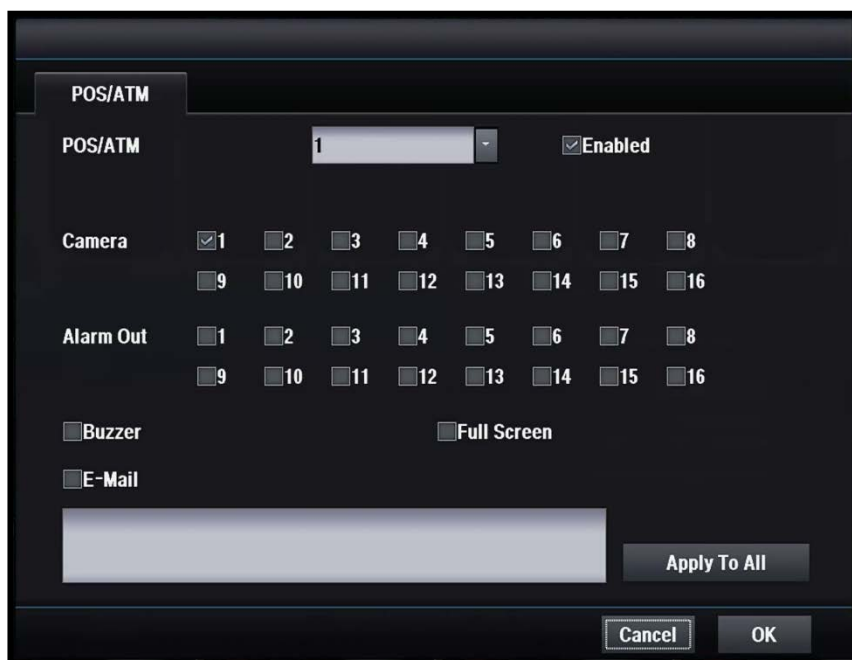 POS/ATM
POS/ATM 1 Enabled
Camera 1 2 3 4 5 6 7 8
9 10 11 12 13 14 15 16
Alarm Out 1 2 3 4 5 6 7 8
9 10 11 12 13 14 15 16
Buzzer Full Screen
E-Mail
Apply To All
Cancel OK